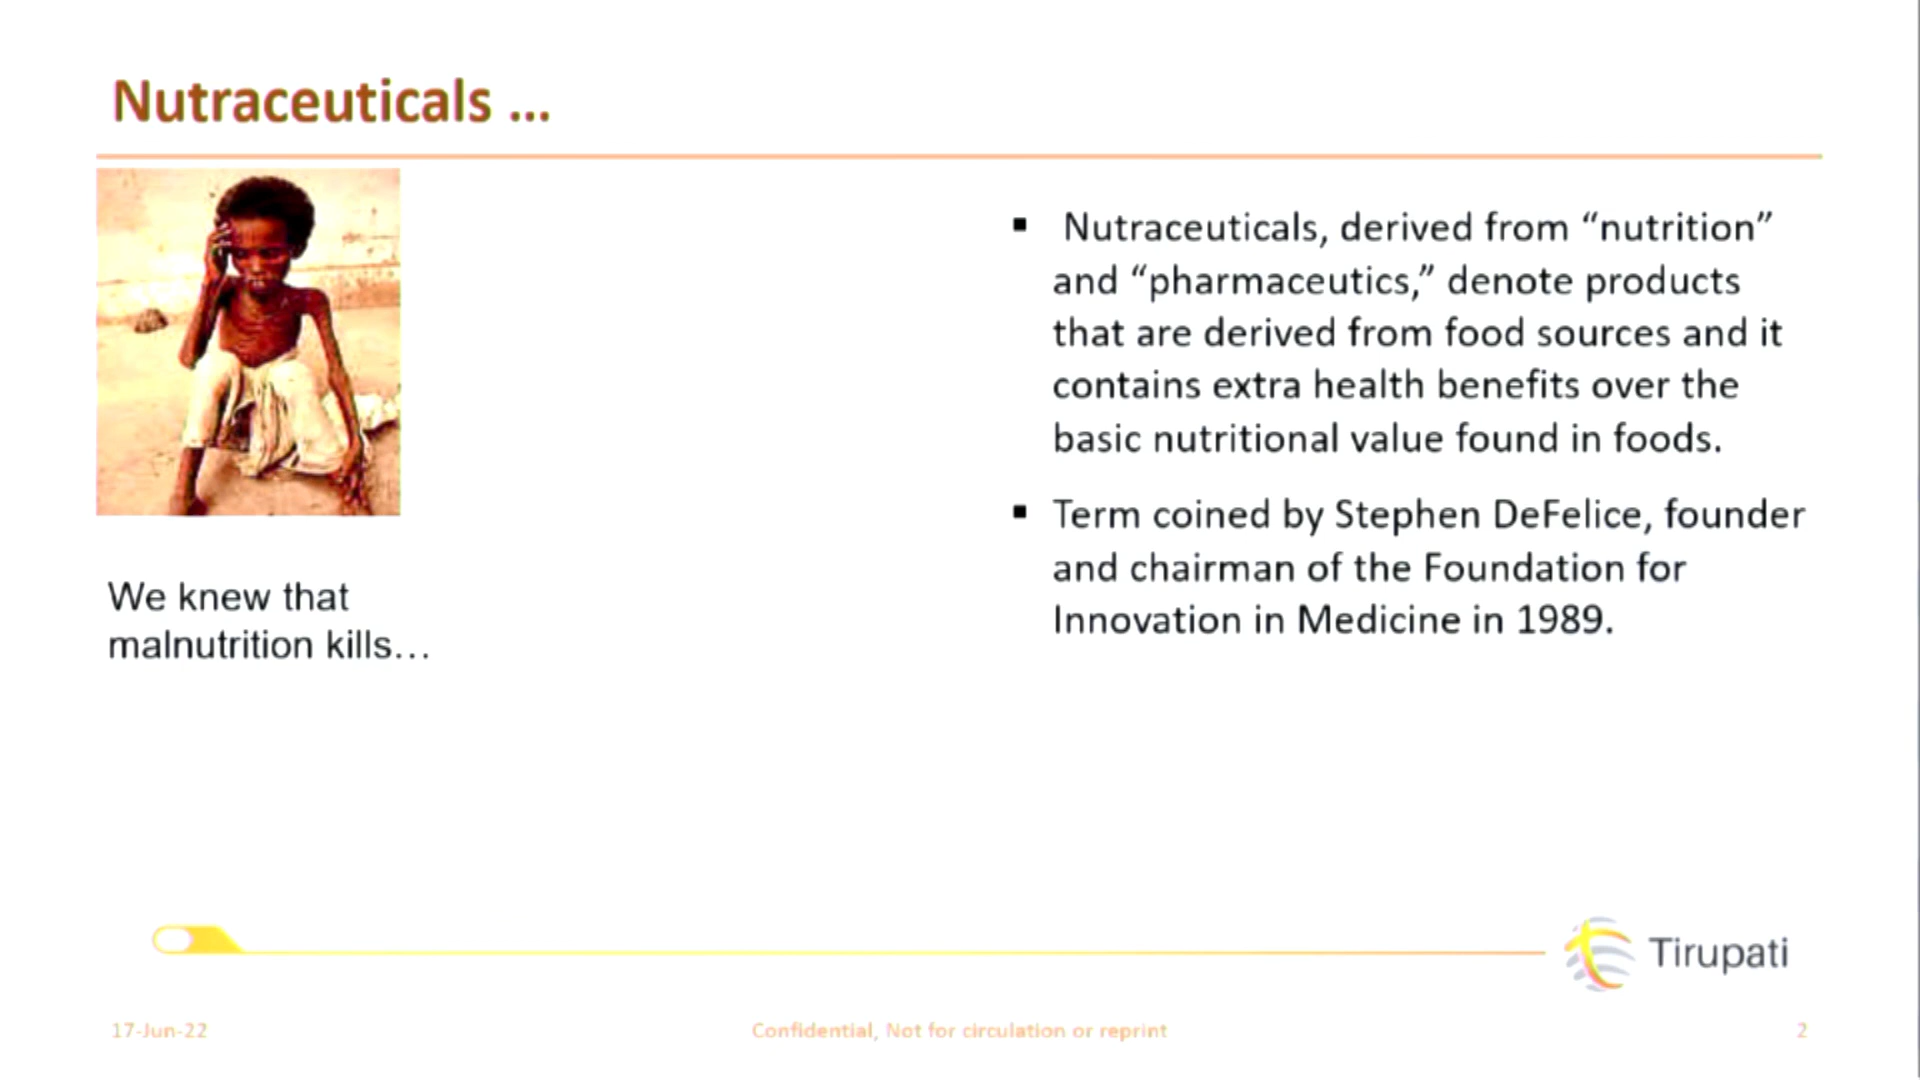 Nutraceuticals ...
We knew that
malnutrition kills…
▪ Nutraceuticals, derived from “nutrition”
and “pharmaceutics,” denote products
that are derived from food sources and it
contains extra health benefits over the
basic nutritional value found in foods.
▪ Term coined by Stephen DeFelice, founder
and chairman of the Foundation for
Innovation in Medicine in 1989.
Tirupati
17-Jun-22
Confidential, Not for circulation or reprint
2